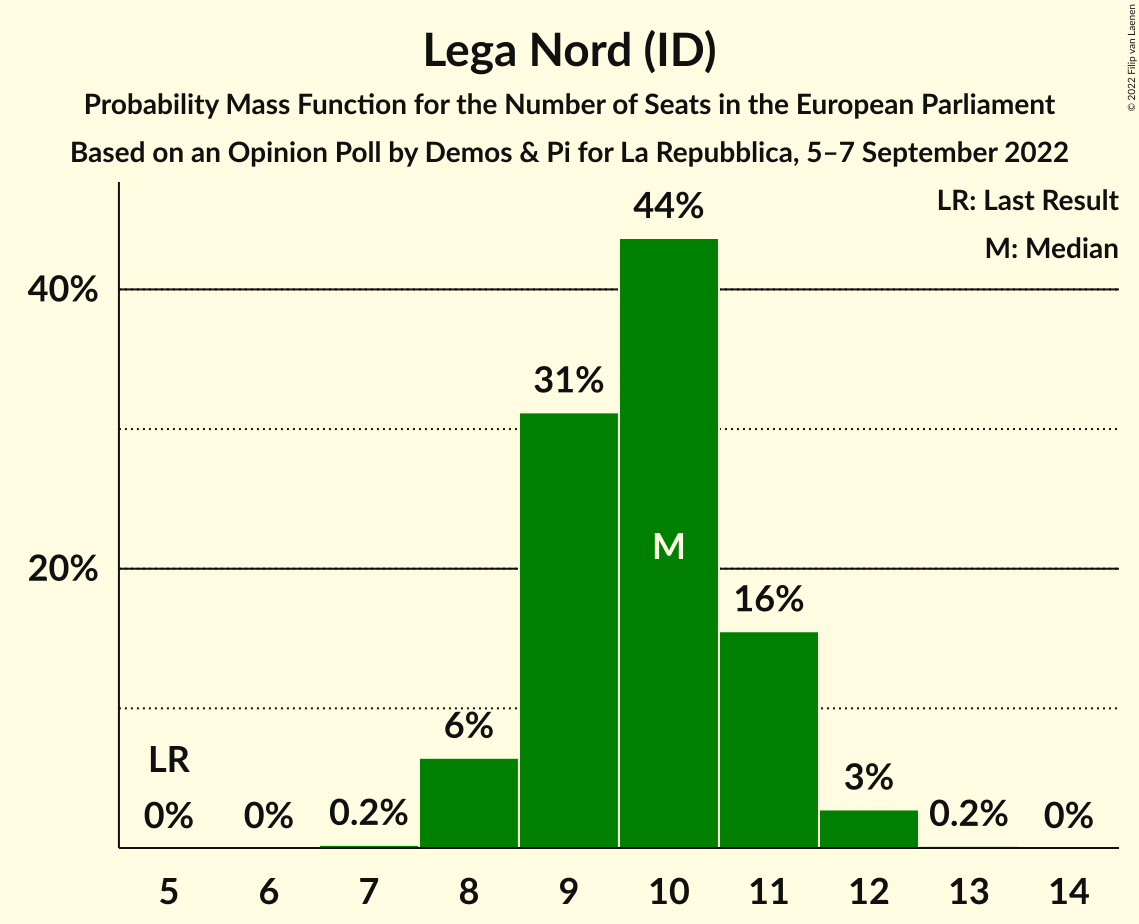 Lega Nord (ID)
Probability Mass Function for the Number of Seats in the European Parliament
Based on an Opinion Poll by Demos & Pi for La Repubblica, 5–7 September 2022
© 2022 Filip van Laenen
LR: Last Result
M: Median
40%
20%
LR
0%
0%
0.2%
6%
31%
44%
M
16%
3%
0.2%
0%
5 6 7 8 9 10 11 12 13 14